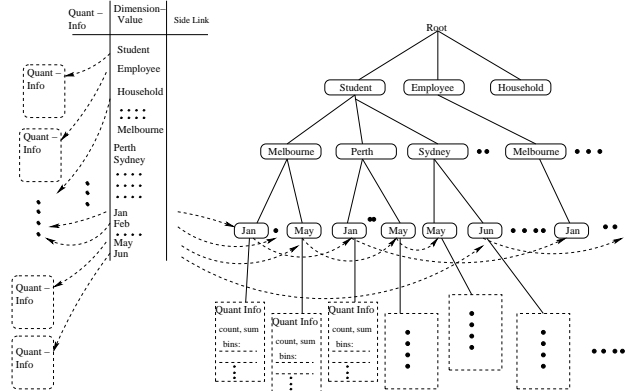 Quant –
Info
Dimension–
Value
Side Link
Student
Employee
Household
Melbourne
Perth
Sydney
Jan
Feb
May
Jun
Quant –
Info
Quant –
Info
Quant –
Info
Quant –
Info
Root
Student
Employee
Household
Melbourne
Perth
Sydney
Melbourne
Jan
May
Jan
May
May
Jun
Jan
Quant Info
count, sum
bins:
Quant Info
count, sum
bins:
Quant Info
count, sum
bins: